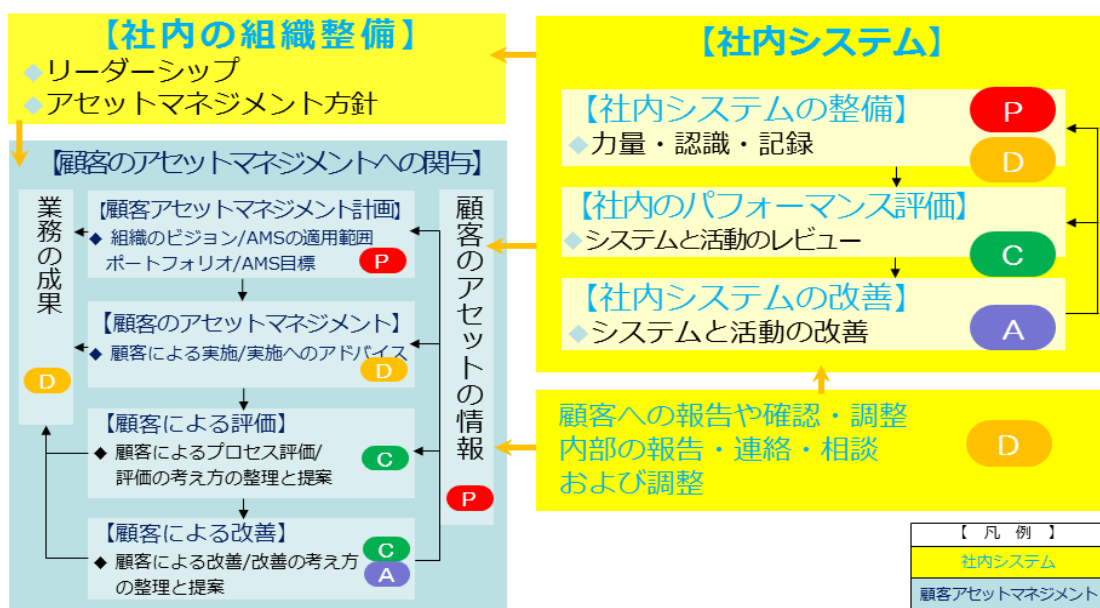 【社内の組織整備】
◆リーダーシップ
◆アセットマネジメント方針
【顧客のアセットマネジメントへの関与】
業務の成果
D
【顧客アセットマネジメント計画】
◆ 組織のビジョン/AMSの適用範囲
ポートフォリオ/AMS目標
P
【顧客のアセットマネジメント】
◆ 顧客による実施/実施へのアドバイス
D
【顧客による評価】
◆ 顧客によるプロセス評価/
評価の考え方の整理と提案
C
【顧客による改善】
◆ 顧客による改善/改善の考え方
の整理と提案
C
A
顧客のアセットの情報
P
【社内システム】
【社内システムの整備】
◆力量・認識・記録
P
D
【社内のパフォーマンス評価】
◆システムと活動のレビュー
C
【社内システムの改善】
◆システムと活動の改善
A
顧客への報告や確認・調整
内部の報告・連絡・相談
および調整
D
【 凡 例 】
社内システム
顧客アセットマネジメント